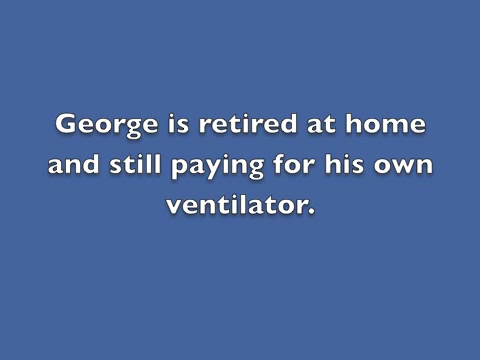 George is retired at home
and still paying for his own
ventilator.